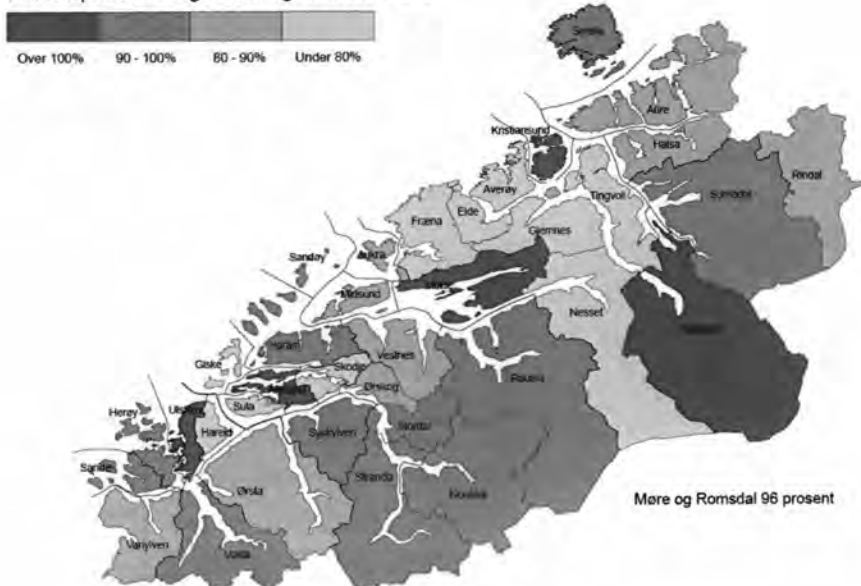 Over 100%
90 - 100%
80 - 90%
Under 80%
Smøla
Aure
Kristiansund
Halsa
Rindal
Averøy
Surnadal
Tingvoll
Eide
Fræna
Gjemnes
Sandøy
Aukra
Midsund
Nesset
Haram
Vestnes
Giske
Skodje
Rauma
Ørskog
Herøy
Ulstein
Sula
Hareid
Sykkylven
Norddal
Sande
Stranda
Ørsta
Møre og Romsdal 96 prosent
Vanylven
Volda